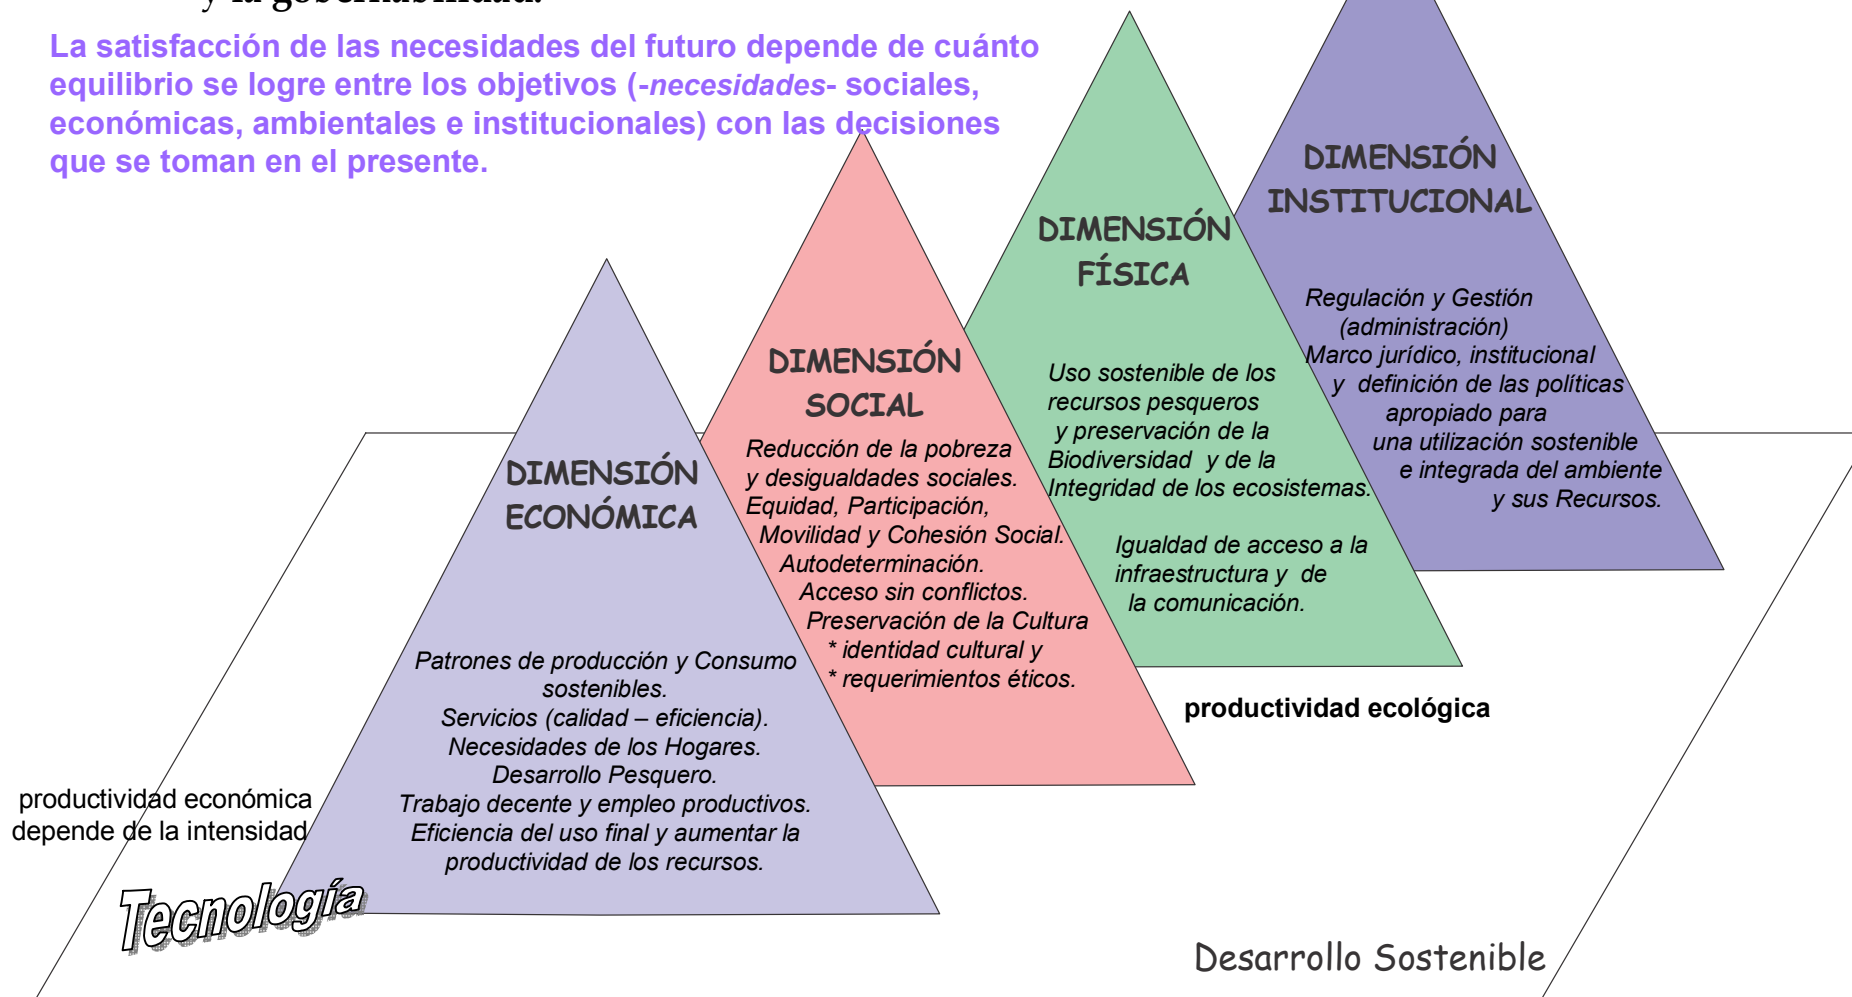 y la gobernabilidad.
La satisfacción de las necesidades del futuro depende de cuánto
equilibrio se logre entre los objetivos (-necesidades- sociales,
económicas, ambientales e institucionales) con las decisiones
que se toman en el presente.
DIMENSIÓN
INSTITUCIONAL
Regulación y Gestión
(administración)
Marco jurídico, institucional
y definición de las políticas
apropiado para
una utilización sostenible
e integrada del ambiente
y sus Recursos.
DIMENSIÓN
FÍSICA
Uso sostenible de los
recursos pesqueros
y preservación de la
Biodiversidad y de la
Integridad de los ecosistemas.
Igualdad de acceso a la
infraestructura y de
la comunicación.
productividad ecológica
DIMENSIÓN
SOCIAL
Reducción de la pobreza
y desigualdades sociales.
Equidad, Participación,
Movilidad y Cohesión Social.
Autodeterminación.
Acceso sin conflictos.
Preservación de la Cultura
* identidad cultural y
* requerimientos éticos.
DIMENSIÓN
ECONÓMICA
Patrones de producción y Consumo
sostenibles.
Servicios (calidad – eficiencia).
Necesidades de los Hogares.
Desarrollo Pesquero.
Trabajo decente y empleo productivos.
Eficiencia del uso final y aumentar la
productividad de los recursos.
productividad económica
depende de la intensidad
Tecnología
Desarrollo Sostenible